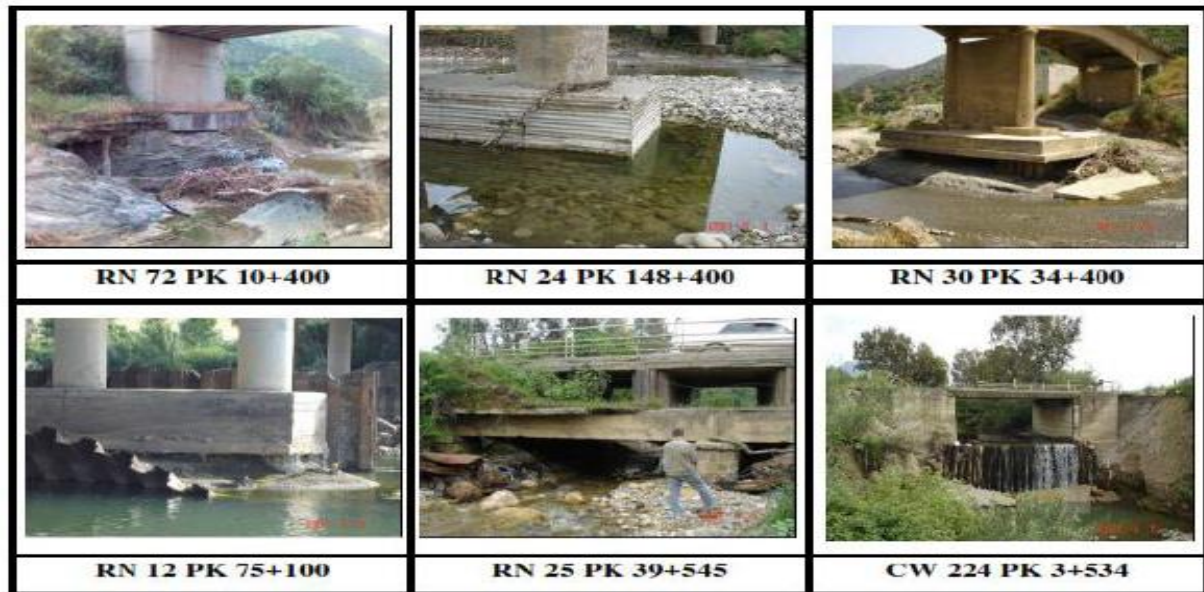 RN 72 PK 10+400
RN 24 PK 148+400
RN 30 PK 34+400
RN 12 PK 75+100
RN 25 PK 39+545
CW 224 PK 3+534